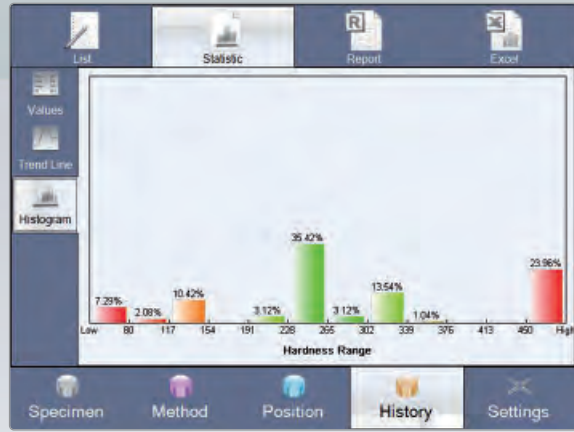 List Statistic Report Excel
Values
Trend Line
Histogram
7.29% 2.08% 10.42% 3.12% 35.42% 3.12% 13.54% 1.04% 23.96%
Low 80 117 154 191 228 265 302 339 376 413 450 High
Hardness Range
Specimen Method Position History Settings